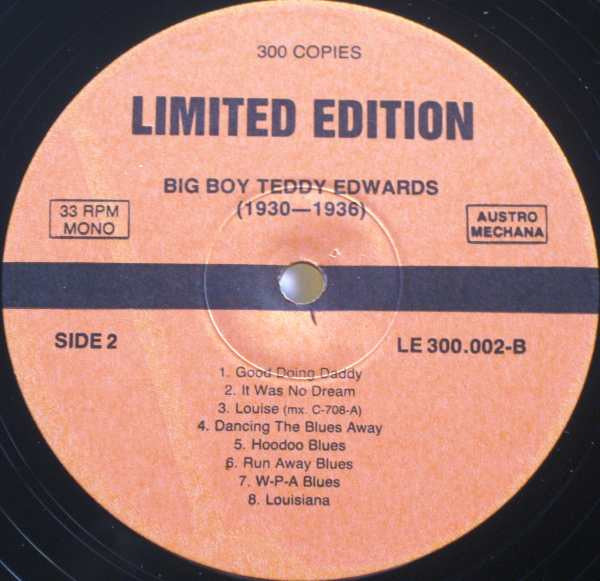 300 COPIES
LIMITED EDITION
BIG BOY TEDDY EDWARDS
(1930—1936)
33 RPM
MONO
AUSTRO
MECHANA
SIDE 2
LE 300.002-B
1. Good Doing Daddy
2. It Was No Dream
3. Louise (mx. C-708-A)
4. Dancing The Blues Away
5. Hoodoo Blues
6. Run Away Blues
7. W-P-A Blues
8. Louisiana